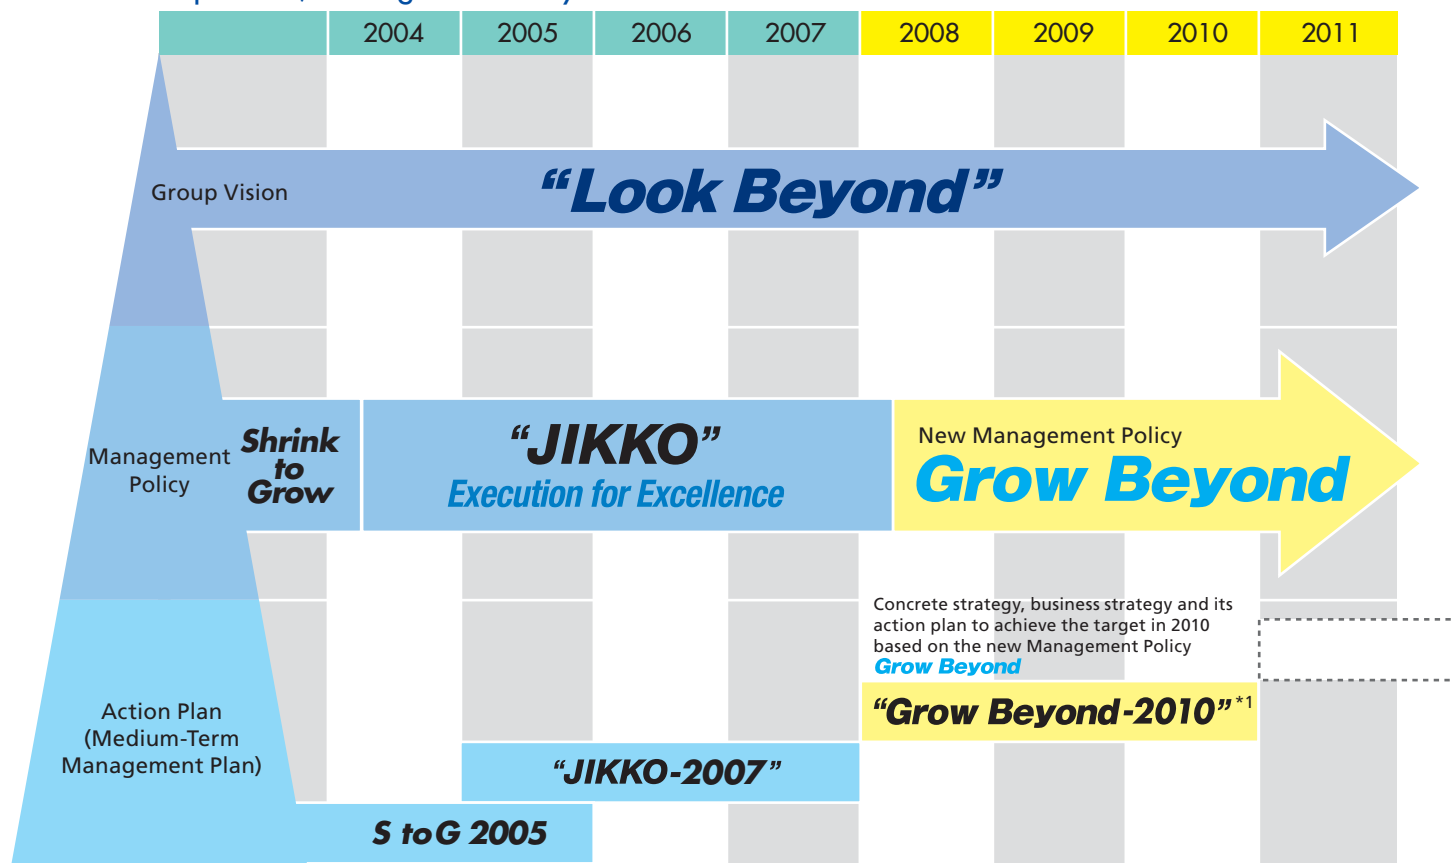 2004 2005 2006 2007 2008 2009 2010 2011
Group Vision
“Look Beyond”
Management
Policy
Shrink
to
Grow
“JIKKO”
Execution for Excellence
New Management Policy
Grow Beyond
Concrete strategy, business strategy and its
action plan to achieve the target in 2010
based on the new Management Policy
Grow Beyond
“Grow Beyond-2010” *1
Action Plan
(Medium-Term
Management Plan)
“JIKKO-2007”
S to G 2005